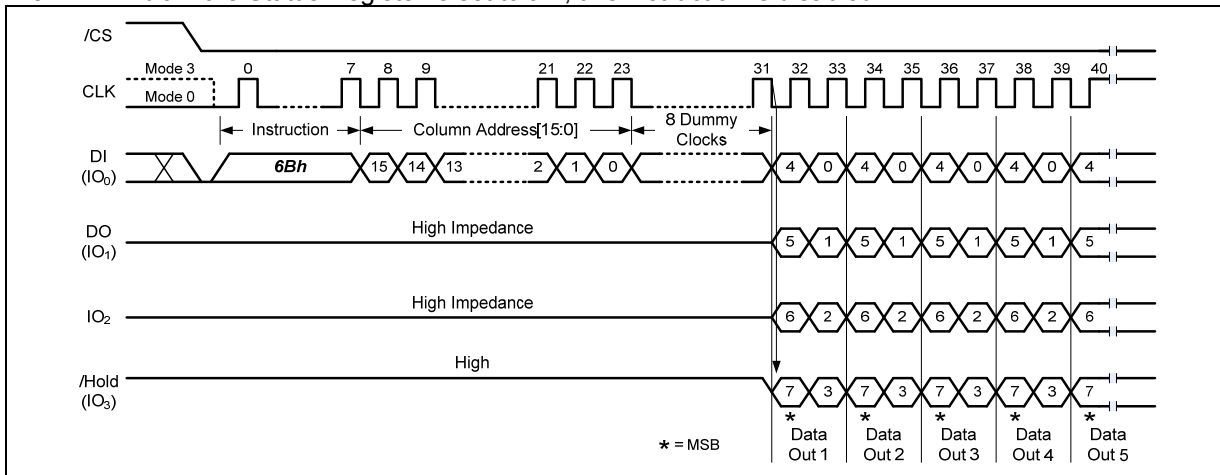 /CS
Mode 3
Mode 0
CLK
0 7 8 9 21 22 23 31 32 33 34 35 36 37 38 39 40
Instruction
Column Address[15:0]
8 Dummy
Clocks
DI
(IO0)
6Bh
15 14 13 2 1 0 4 0 4 0 4 0 4 0 4
DO
(IO1)
High Impedance
5 1 5 1 5 1 5 1 5
IO2
High Impedance
6 2 6 2 6 2 6 2 6
/Hold
(IO3)
High
7 3 7 3 7 3 7 3 7
* * * * *
* = MSB
Data
Out 1
Data
Out 2
Data
Out 3
Data
Out 4
Data
Out 5